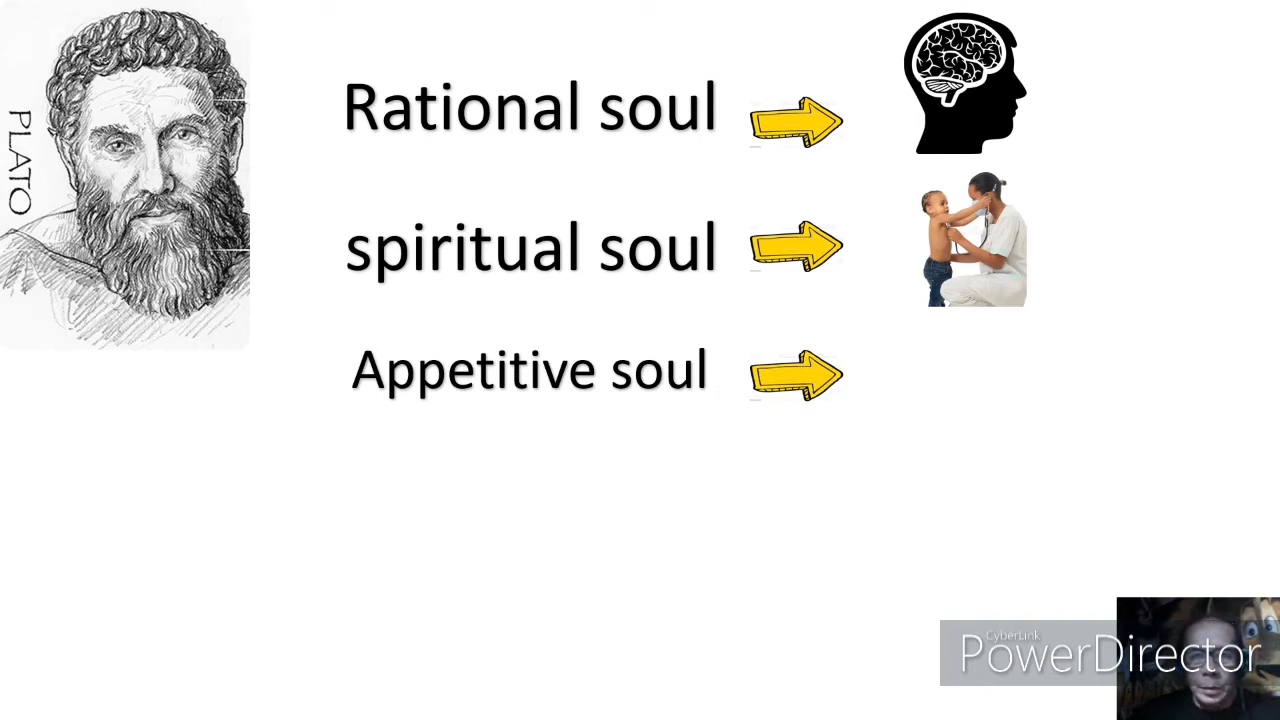 PLATO
Rational soul
spiritual soul
Appetitive soul
CyberLink
PowerDirector